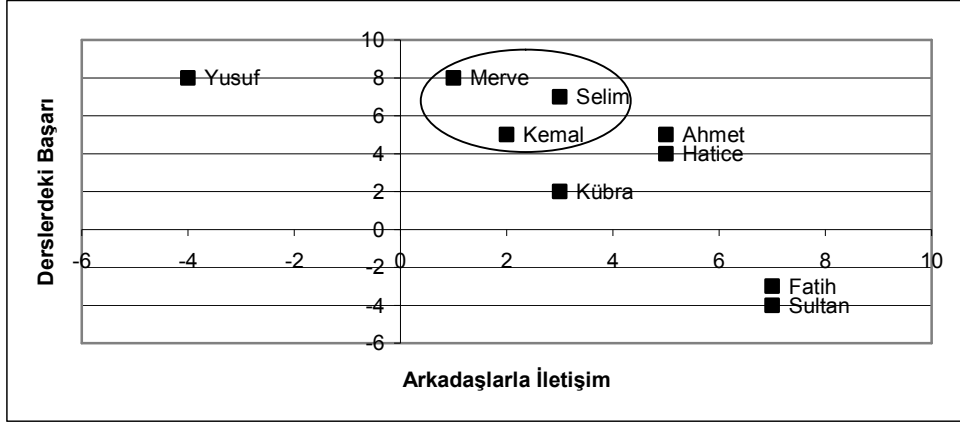 10
Yusuf
8
Merve
Selim
6
Kemal
Ahmet
4
Hatice
2
Kübra
0
-6
-4
-2
0
2
4
6
8
10
-2
Fatih
-4
Sultan
-6
Derslerdeki Başarı
Arkadaşlarla İletişim